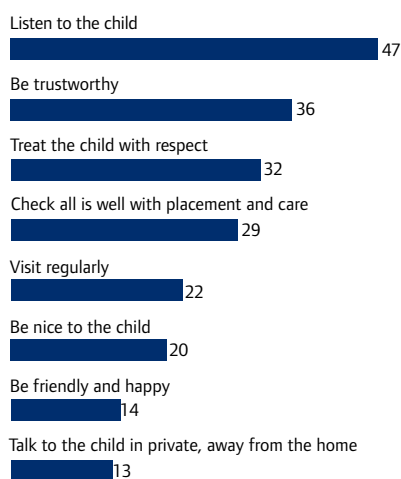 Listen to the child
47
Be trustworthy
36
Treat the child with respect
32
Check all is well with placement and care
29
Visit regularly
22
Be nice to the child
20
Be friendly and happy
14
Talk to the child in private, away from the home
13